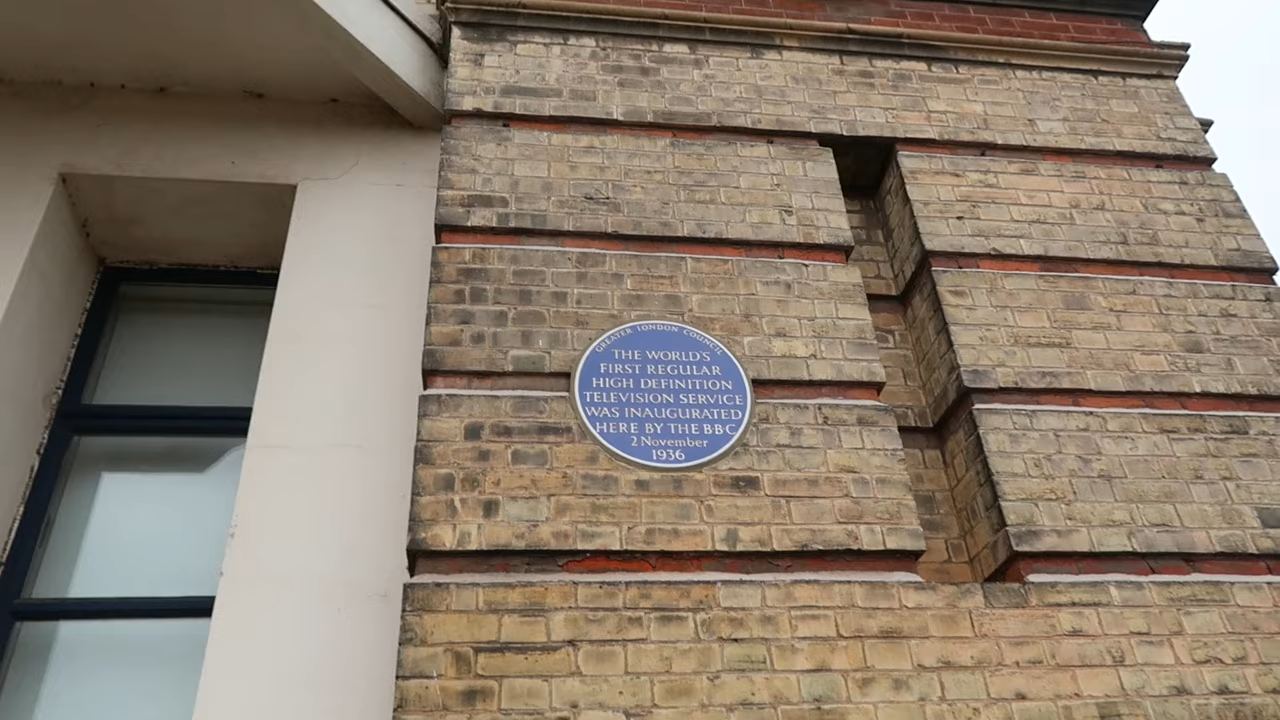 GREATER LONDON COUNCIL
THE WORLD'S
FIRST REGULAR
HIGH DEFINITION
TELEVISION SERVICE
WAS INAUGURATED
HERE BY THE BBC
2 November
1936